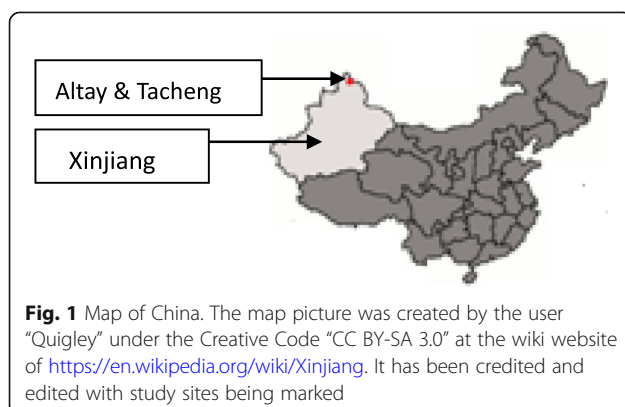 Altay & Tacheng
Xinjiang
Fig. 1 Map of China. The map picture was created by the user
“Quigley” under the Creative Code “CC BY-SA 3.0” at the wiki website
of https://en.wikipedia.org/wiki/Xinjiang. It has been credited and
edited with study sites being marked